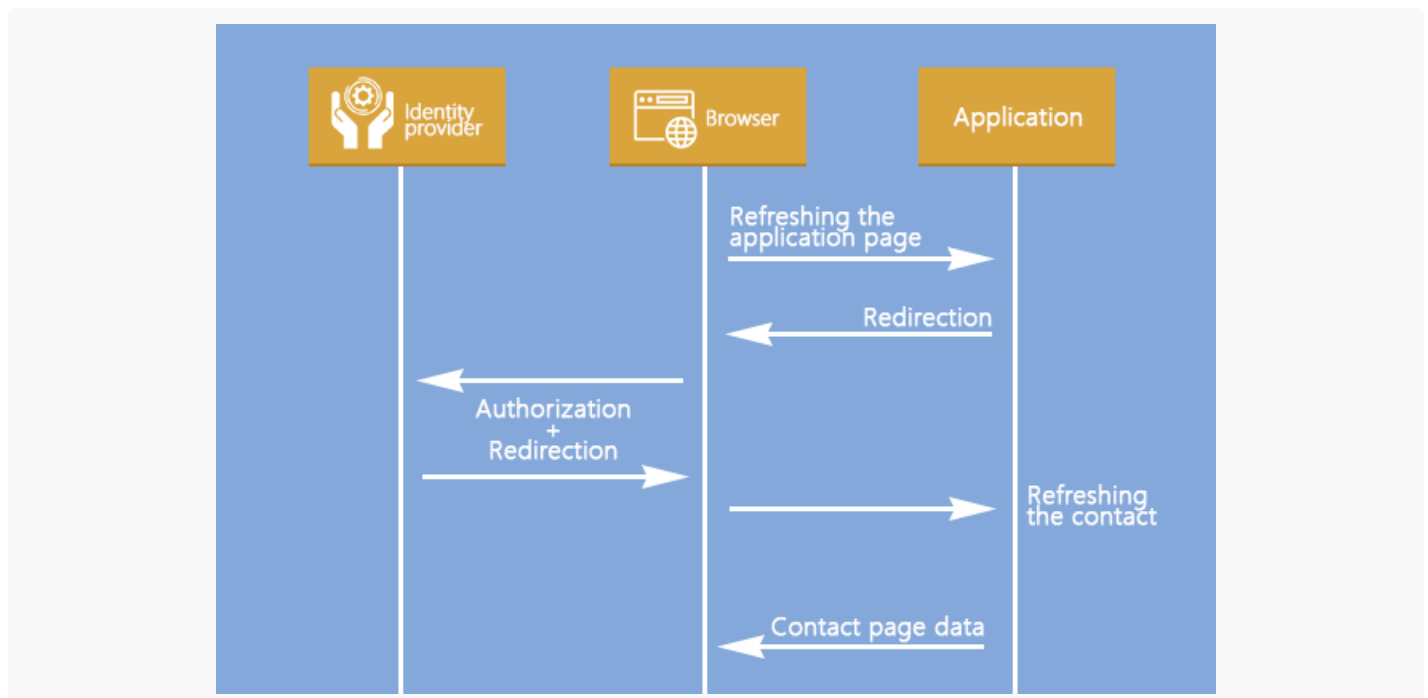 Identity
provider
Browser
Application
Refreshing the
application page
Redirection
Authorization
+
Redirection
Refreshing
the contact
Contact page data